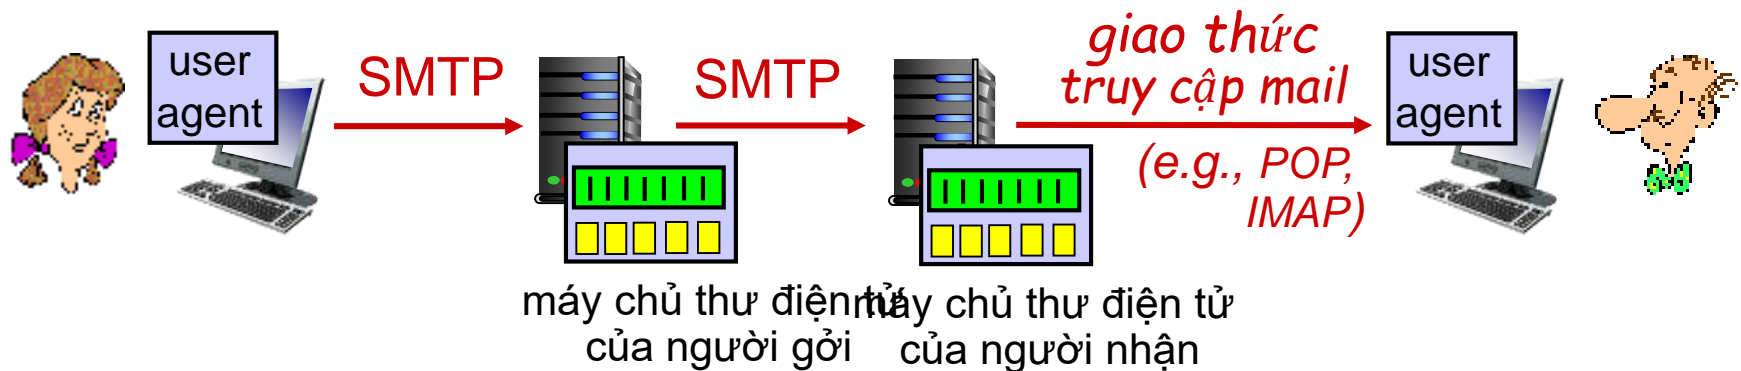 user
agent
SMTP
SMTP
giao thức
truy cập mail
(e.g., POP,
IMAP)
user
agent
máy chủ thư điện tử
của người gởi
máy chủ thư điện tử
của người nhận